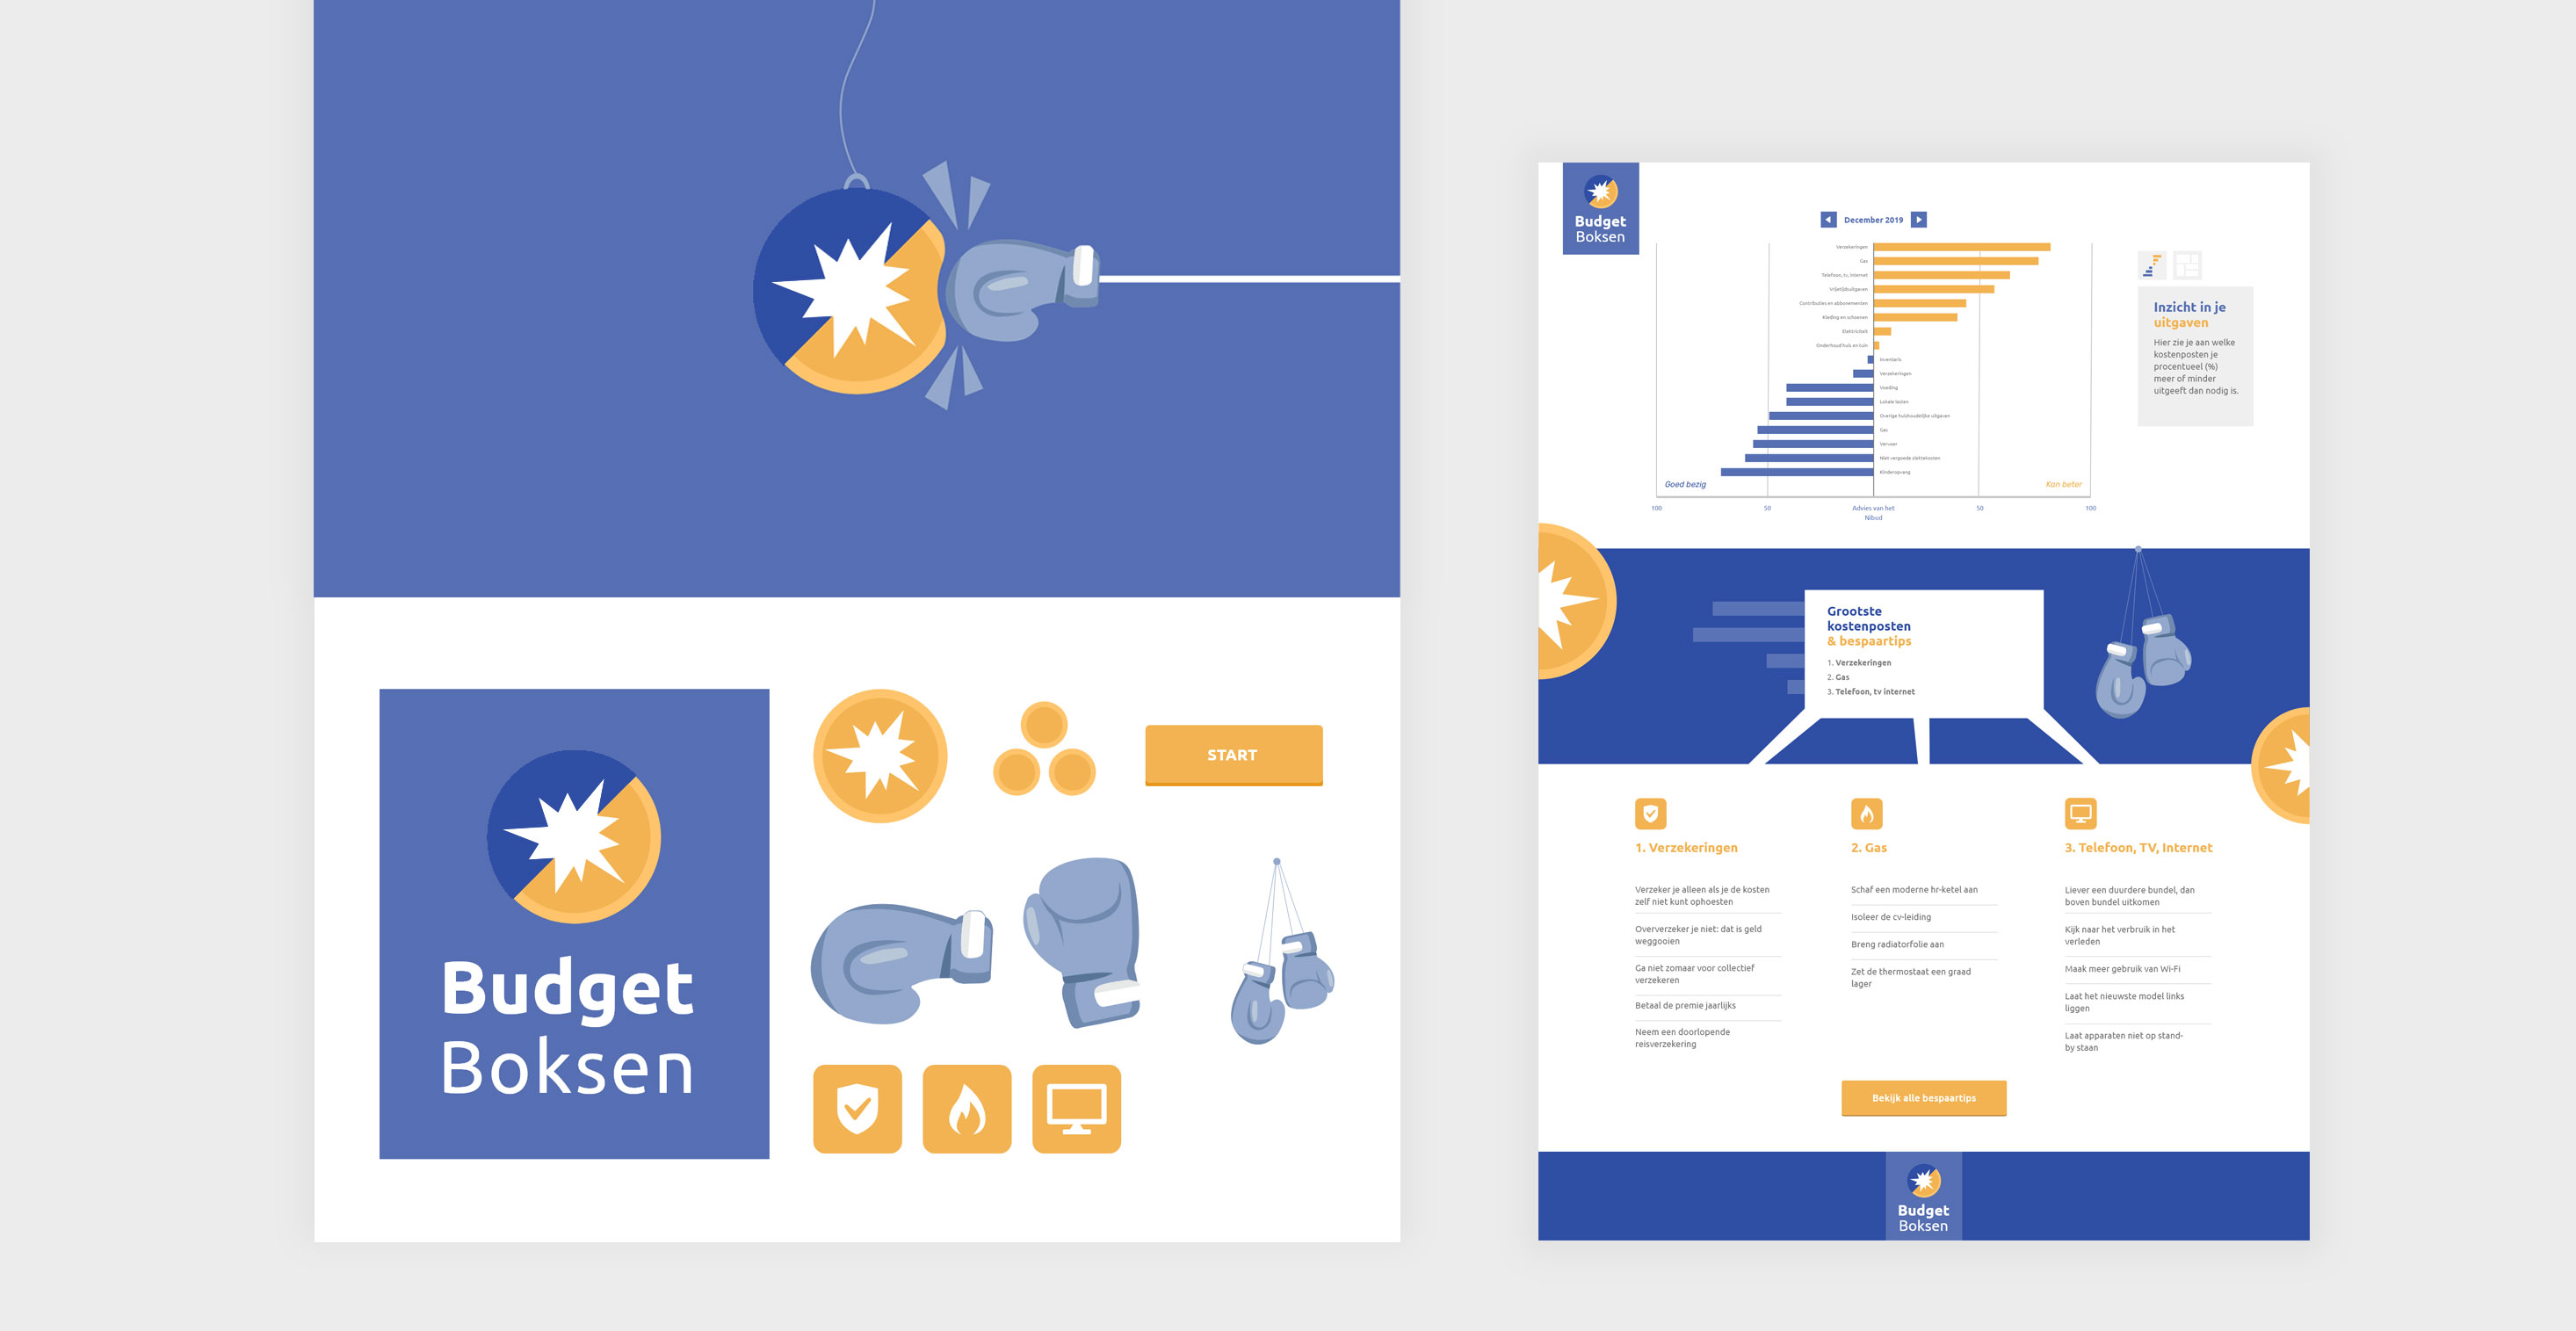 Budget
Boksen
START
Budget
Boksen
December 2019
Verzekeringen
Gas
Telefoon, tv, internet
Vrijetijdsuitgaven
Contributies en abbonementen
Kleding en schoenen
Elektriciteit
Onderhoud huis en tuin
Inventaris
Verzekeringen
Voeding
Lokale lasten
Overige huishoudelijke uitgaven
Gas
Vervoer
Niet vergoede ziektekosten
Kinderopvang
Goed bezig
Kan beter
100
50
Advies van het
Nibud
50
100
Inzicht in je
uitgaven
Hier zie je aan welke
kostenposten je
procentueel (%)
meer of minder
uitgeeft dan nodig is.
Grootste
kostenposten
& bespaartips
1. Verzekeringen
2. Gas
3. Telefoon, tv internet
1. Verzekeringen
Verzeker je alleen als je de kosten
zelf niet kunt ophoesten
Oververzeker je niet: dat is geld
weggooien
Ga niet zomaar voor collectief
verzekeren
Betaal de premie jaarlijks
Neem een doorlopende
reisverzekering
2. Gas
Schaf een moderne hr-ketel aan
Isoleer de cv-leiding
Breng radiatorfolie aan
Zet de thermostaat een graad
lager
3. Telefoon, TV, Internet
Liever een duurdere bundel, dan
boven bundel uitkomen
Kijk naar het verbruik in het
verleden
Maak meer gebruik van Wi-Fi
Laat het nieuwste model links
liggen
Laat apparaten niet op stand-
by staan
Bekijk alle bespaartips
Budget
Boksen